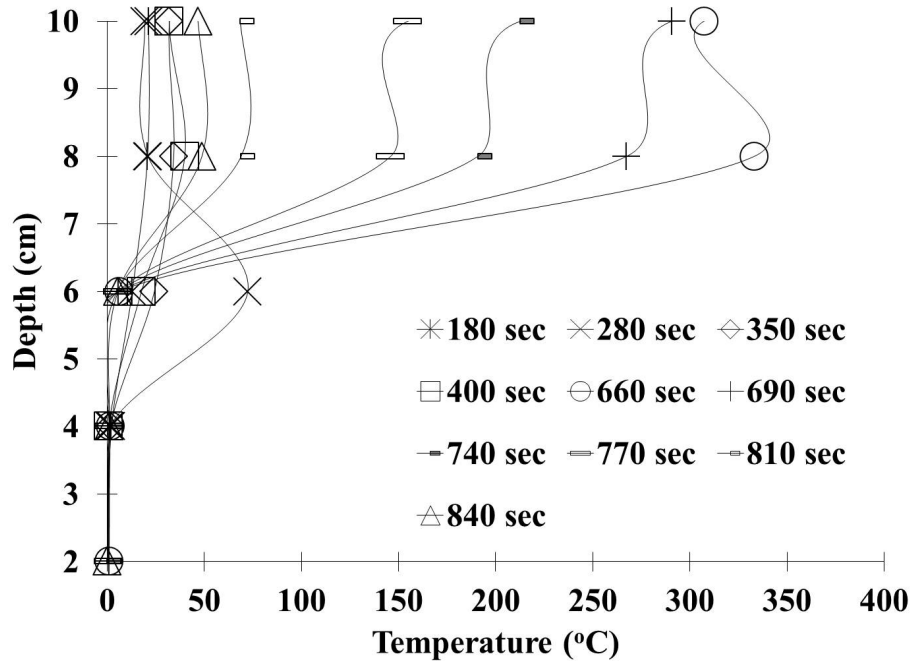 10
9
8
7
6
5
4
3
2
Depth (cm)
180 sec 280 sec 350 sec
400 sec 660 sec 690 sec
740 sec 770 sec 810 sec
840 sec
0 50 100 150 200 250 300 350 400
Temperature (oC)